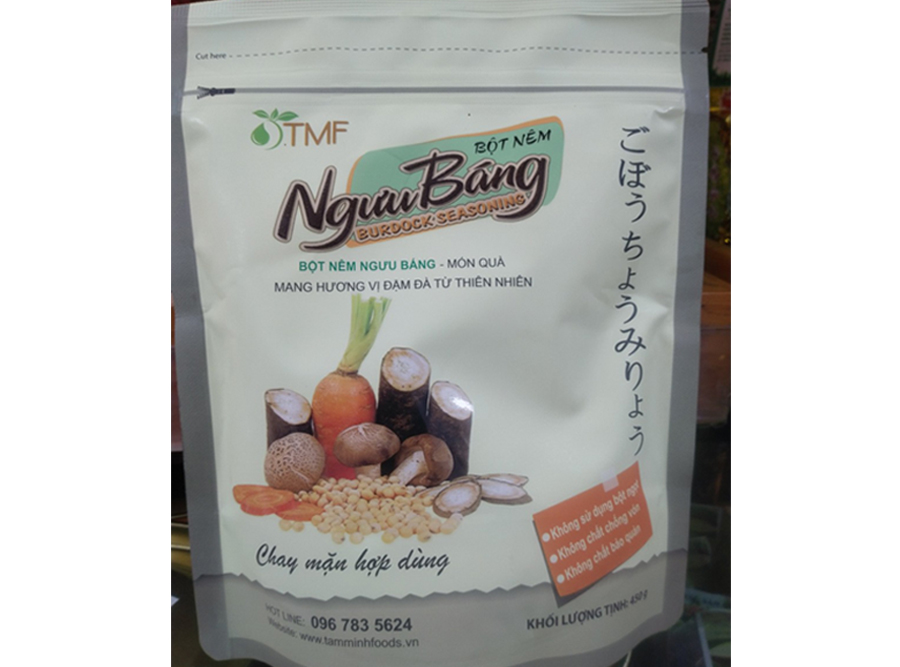 Cut here
TMF
BỘT NÊM
Ngưu Báng
BURDOCK SEASONING
BỘT NÊM NGƯU BÁNG - MÓN QUÀ
MANG HƯƠNG VỊ ĐẬM ĐÀ TỪ THIÊN NHIÊN
ごぼうちょうみりょう
Không sử dụng bột ngọt
Không chất chống vón
Không chất bảo quản
Chay mặn hợp dùng
HOT LINE: 096 783 5624
Website: www.tamminhfoods.vn
KHỐI LƯỢNG TỊNH: 450 g